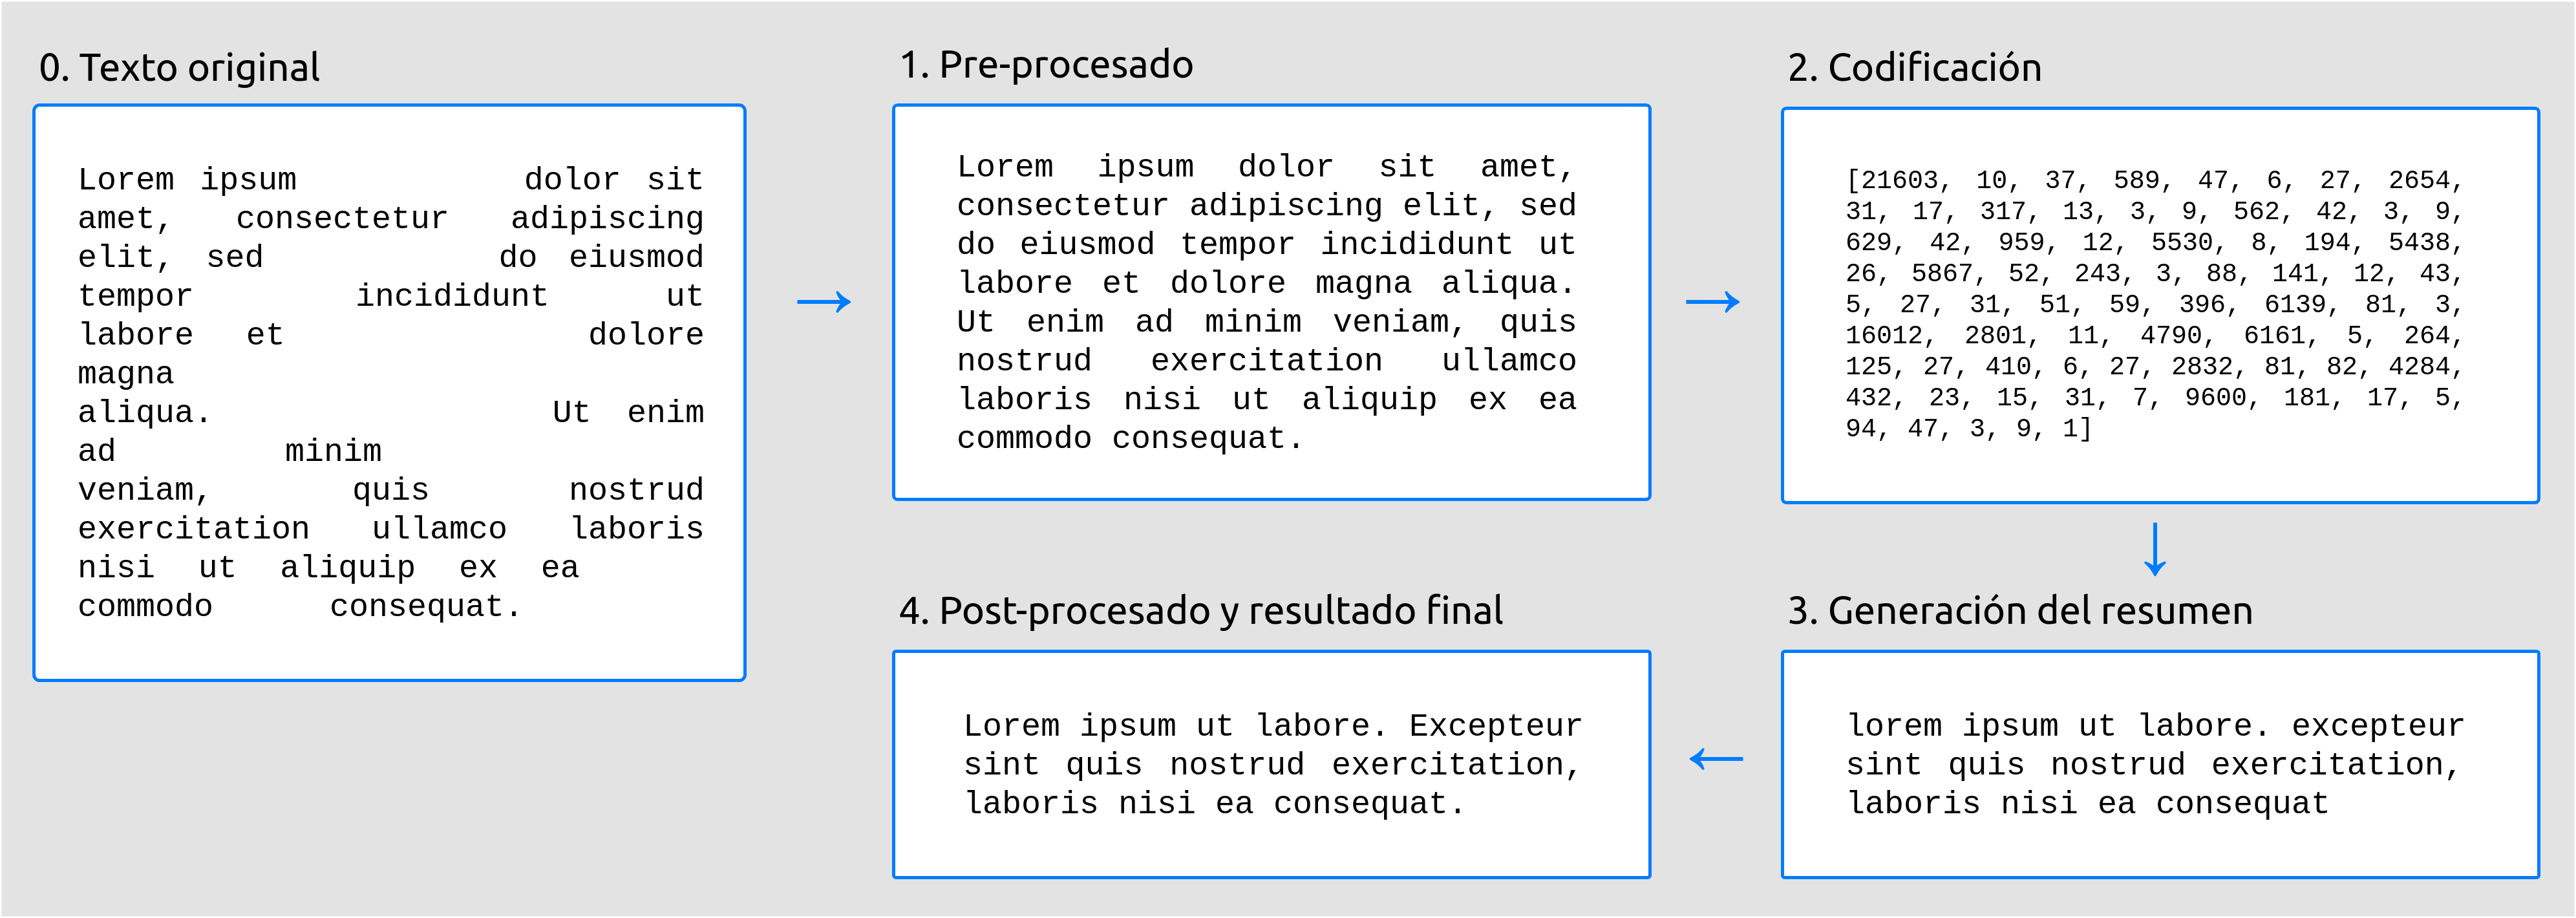 0. Texto original
Lorem ipsum dolor sit
amet, consectetur adipiscing
elit, sed do eiusmod
tempor incididunt ut
labore et dolore
magna
aliqua. Ut enim
ad minim
veniam, quis nostrud
exercitation ullamco laboris
nisi ut aliquip ex ea
commodo consequat.
1. Pre-procesado
Lorem ipsum dolor sit amet,
consectetur adipiscing elit, sed
do eiusmod tempor incididunt ut
labore et dolore magna aliqua.
Ut enim ad minim veniam, quis
nostrud exercitation ullamco
laboris nisi ut aliquip ex ea
commodo consequat.
2. Codificación
[21603, 10, 37, 589, 47, 6, 27, 2654,
31, 17, 317, 13, 3, 9, 562, 42, 3, 9,
629, 42, 959, 12, 5530, 8, 194, 5438,
26, 5867, 52, 243, 3, 88, 141, 12, 43,
5, 27, 31, 51, 59, 396, 6139, 81, 3,
16012, 2801, 11, 4790, 6161, 5, 264,
125, 27, 410, 6, 27, 2832, 81, 82, 4284,
432, 23, 15, 31, 7, 9600, 181, 17, 5,
94, 47, 3, 9, 1]
3. Generación del resumen
lorem ipsum ut labore. excepteur
sint quis nostrud exercitation,
laboris nisi ea consequat
4. Post-procesado y resultado final
Lorem ipsum ut labore. Excepteur
sint quis nostrud exercitation,
laboris nisi ea consequat.